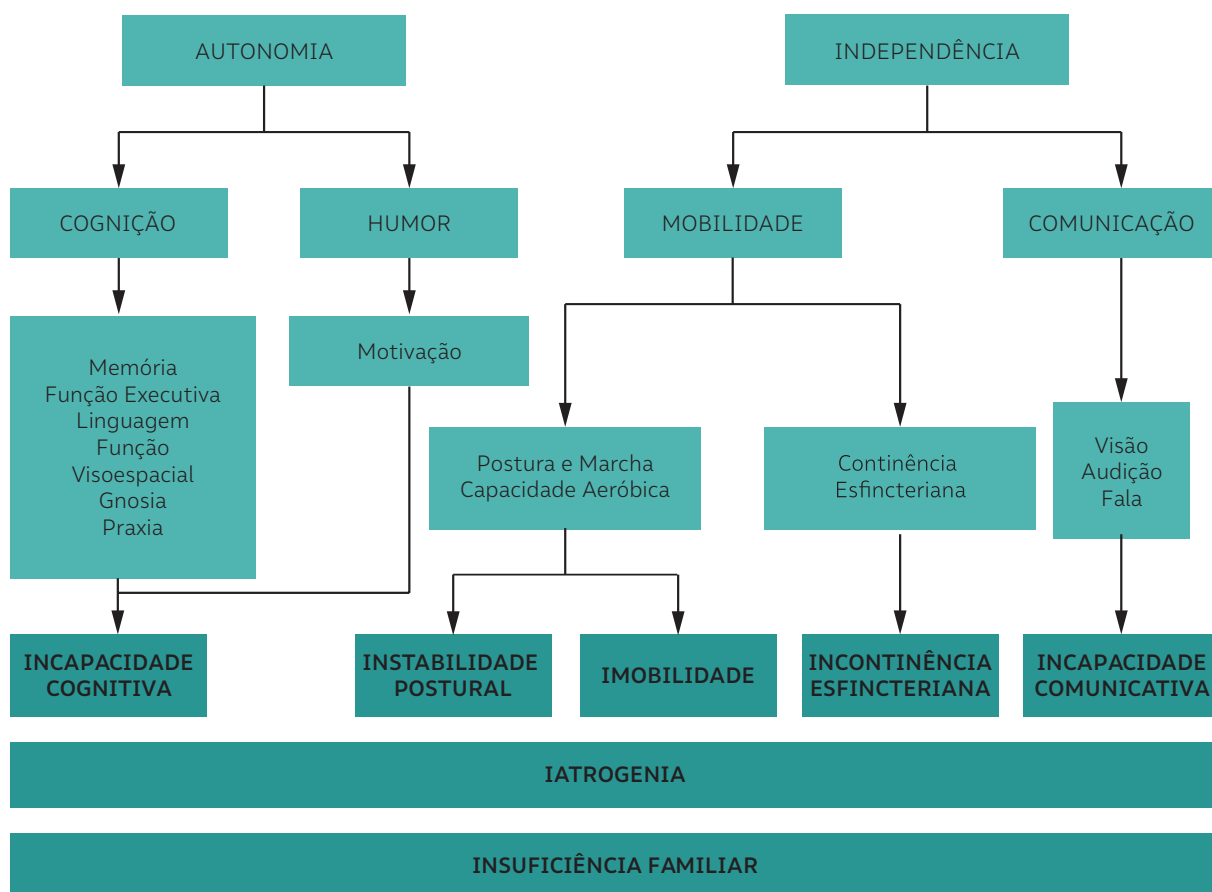 AUTONOMIA
INDEPENDÊNCIA
COGNIÇÃO
HUMOR
MOBILIDADE
COMUNICAÇÃO
Memória
Função Executiva
Linguagem
Função
Visoespacial
Gnosia
Praxia
Motivação
Postura e Marcha
Capacidade Aeróbica
Continência
Esfincteriana
Visão
Audição
Fala
INCAPACIDADE
COGNITIVA
INSTABILIDADE
POSTURAL
IMOBILIDADE
INCONTINÊNCIA
ESFINCTERIANA
INCAPACIDADE
COMUNICATIVA
IATROGENIA
INSUFICIÊNCIA FAMILIAR